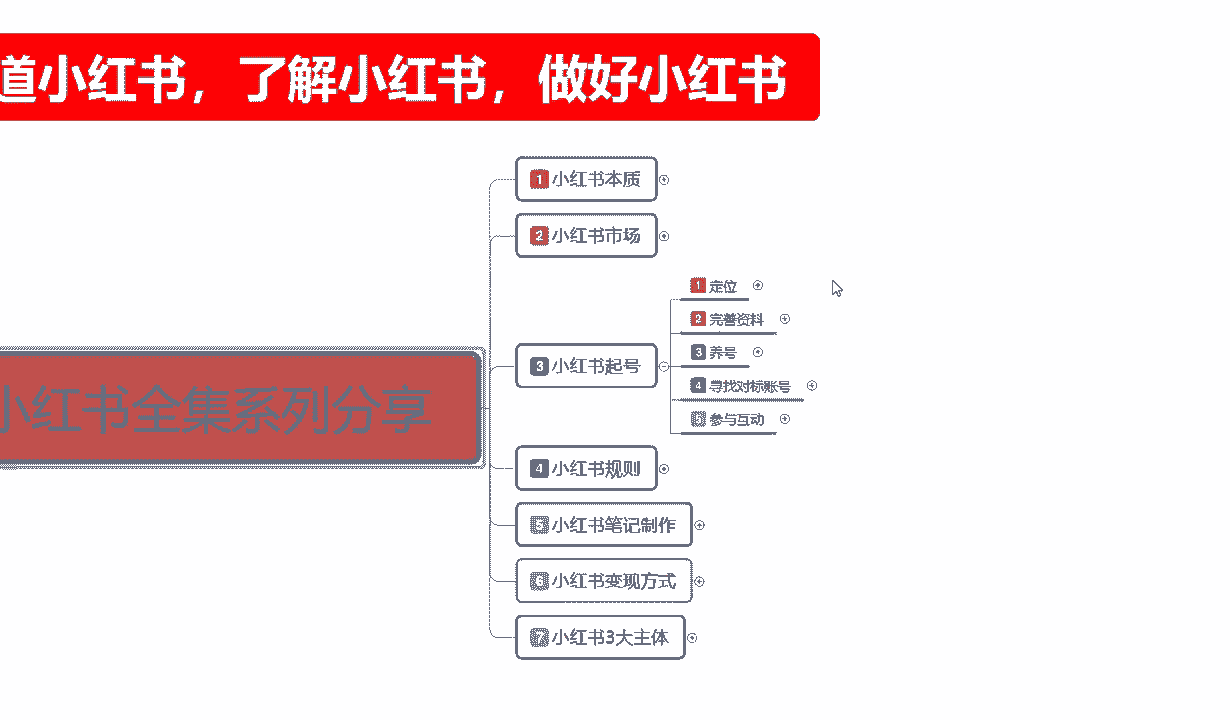 道小红书，了解小红书，做好小红书
1 小红书本质
2 小红书市场
小红书全集系列分享
3 小红书起号
1 定位
2 完善资料
3 养号
4 寻找对标账号
5 参与互动
4 小红书规则
5 小红书笔记制作
6 小红书变现方式
7 小红书3大主体